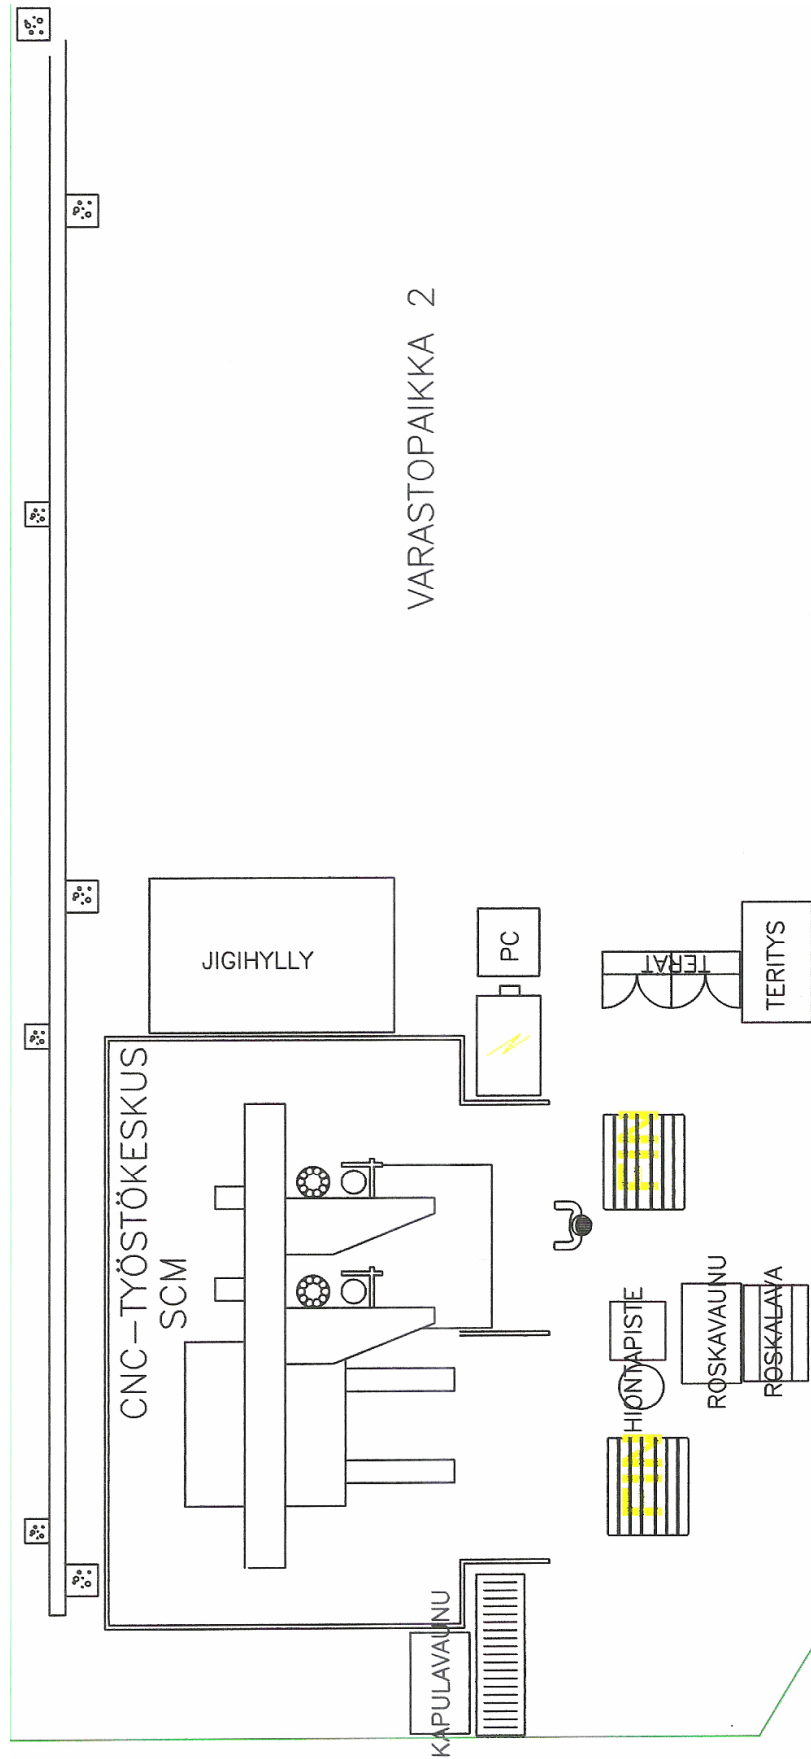 VARASTOPAIKKA 2
JIGIHYLLY
PC
TERÄT
TERITYS
CNC-TYÖSTÖKESKUS
SCM
HIONTAPISTE
ROSKAVAUNU
ROSKALAVA
KAPULAVAUNU